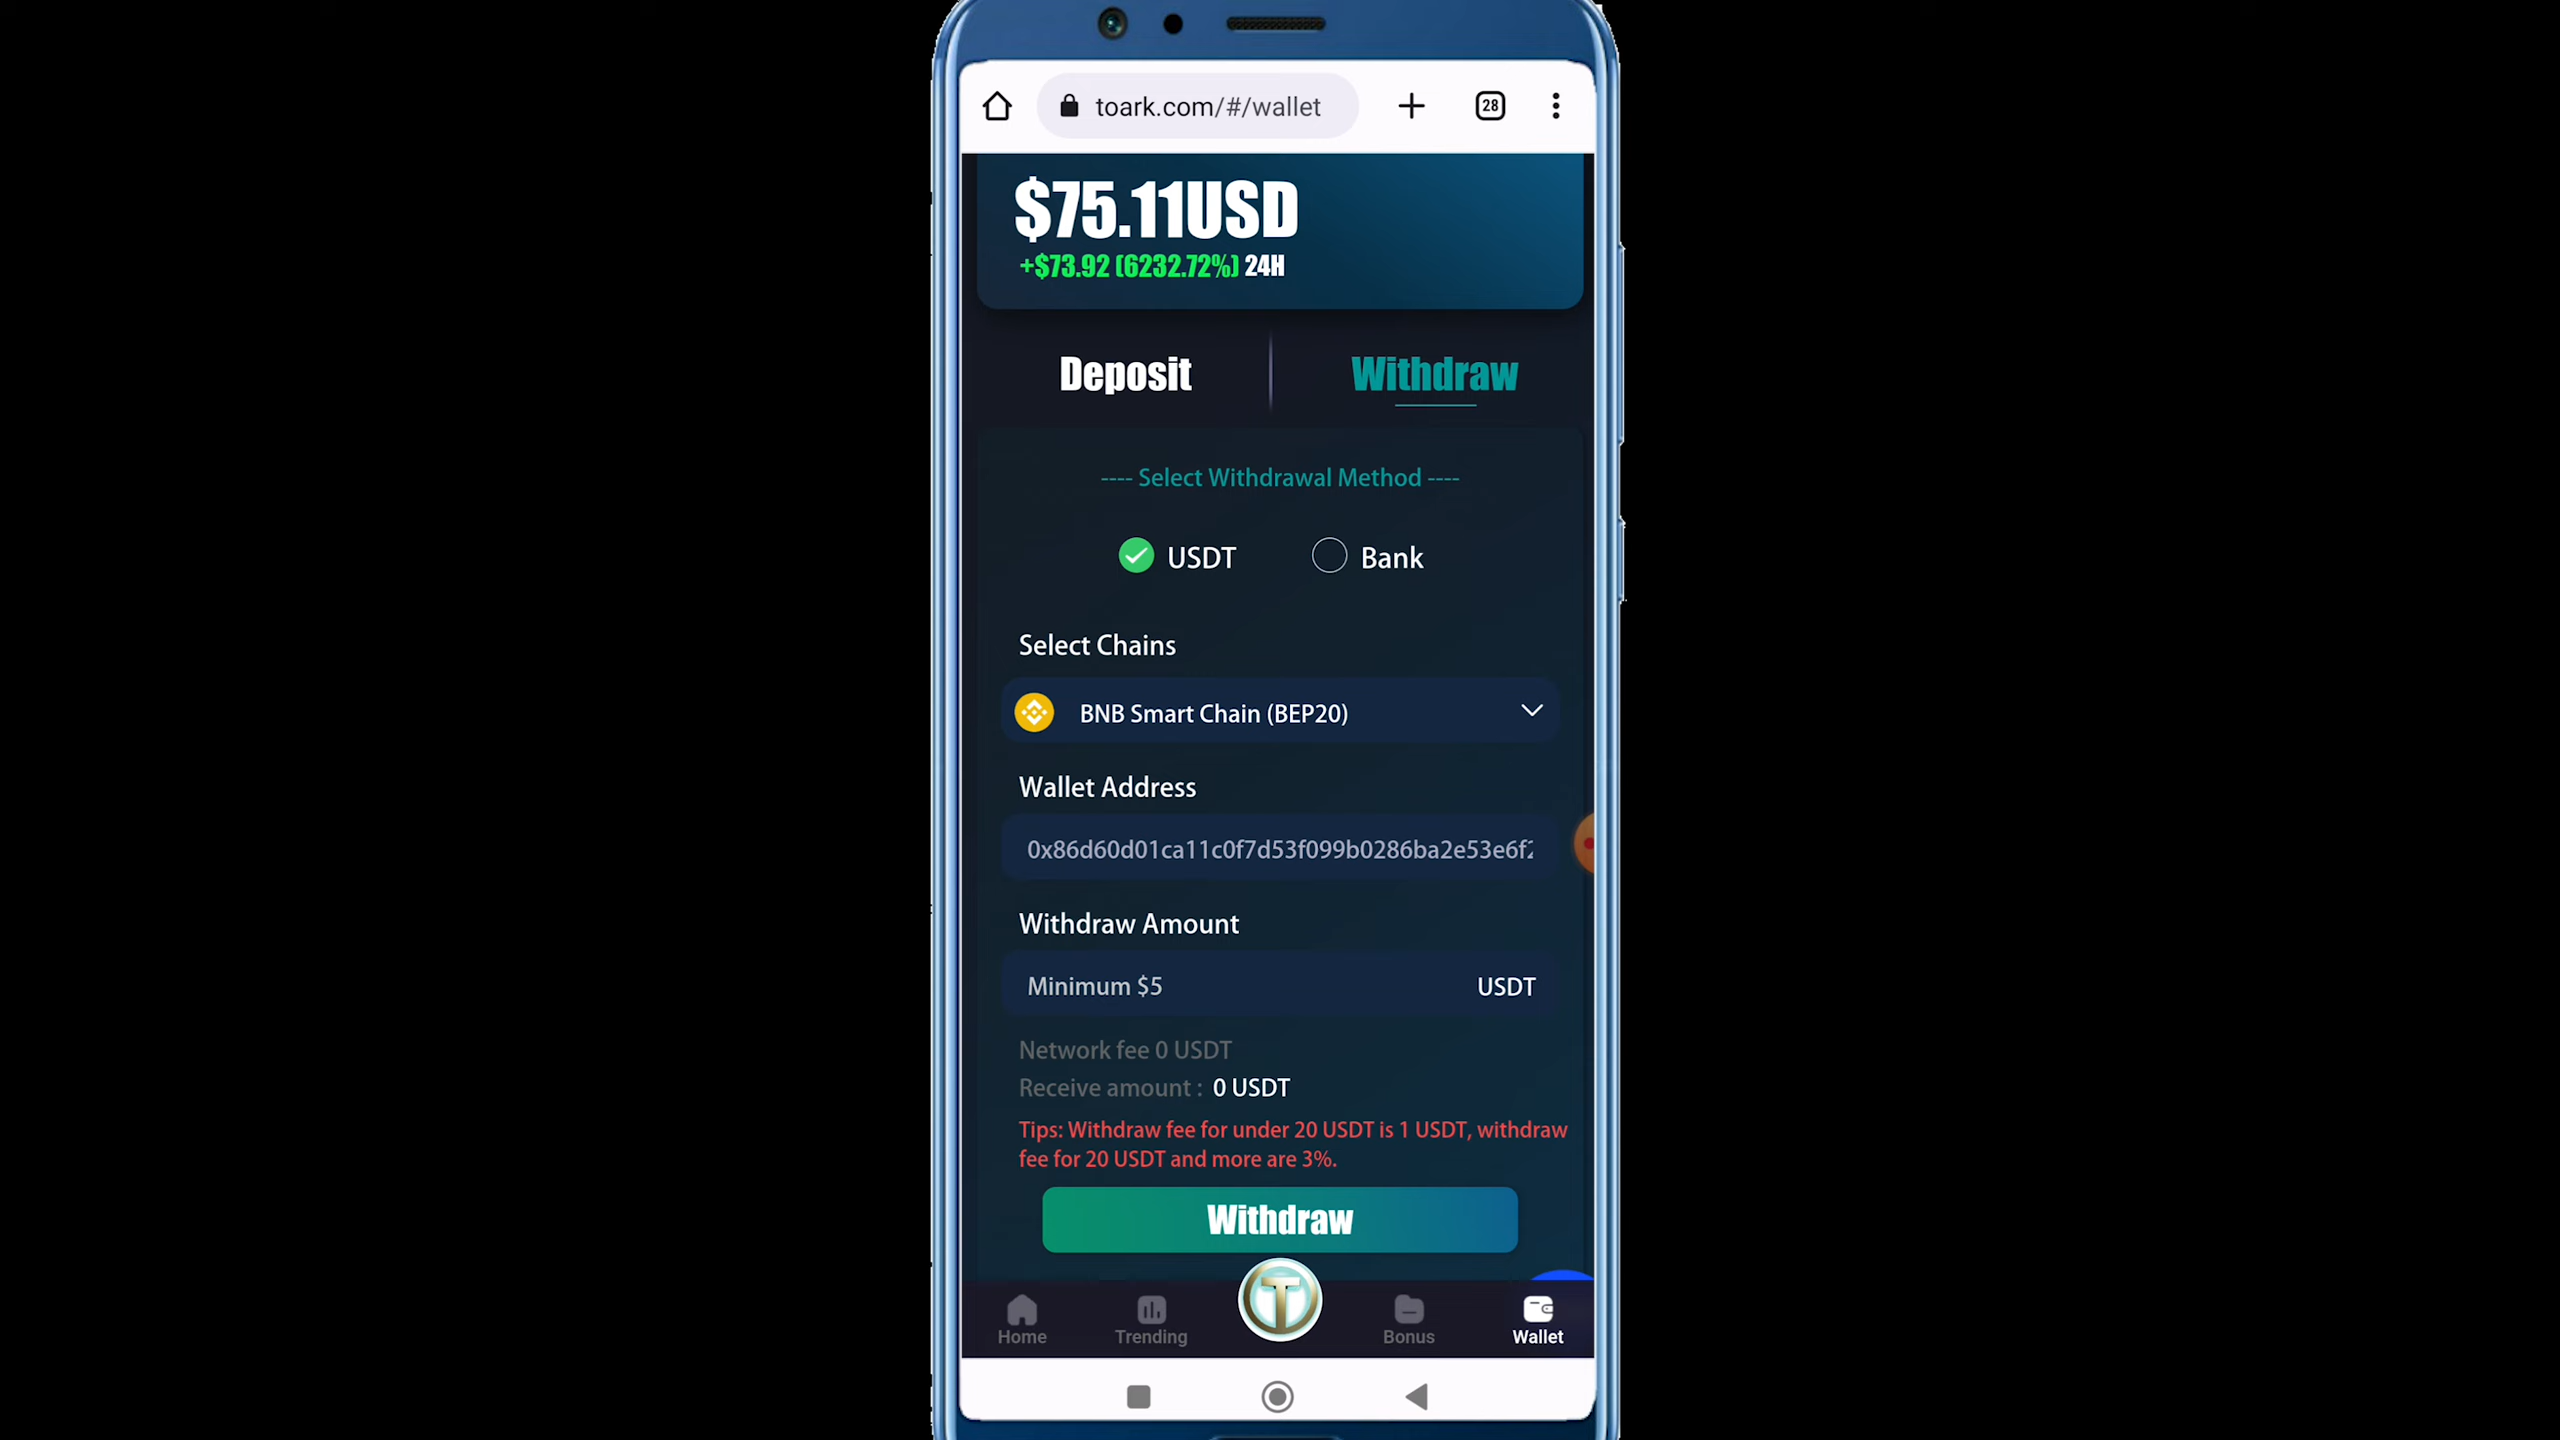 toark.com/#/wallet
28
$75.11USD
+$73.92 (6232.72%) 24H
Deposit
Withdraw
---- Select Withdrawal Method ----
USDT
Bank
Select Chains
BNB Smart Chain (BEP20)
Wallet Address
0x86d60d01ca11c0f7d53f099b0286ba2e53e6f2
Withdraw Amount
Minimum $5
USDT
Network fee 0 USDT
Receive amount : 0 USDT
Tips: Withdraw fee for under 20 USDT is 1 USDT, withdraw
fee for 20 USDT and more are 3%.
Withdraw
T
Home
Trending
Bonus
Wallet